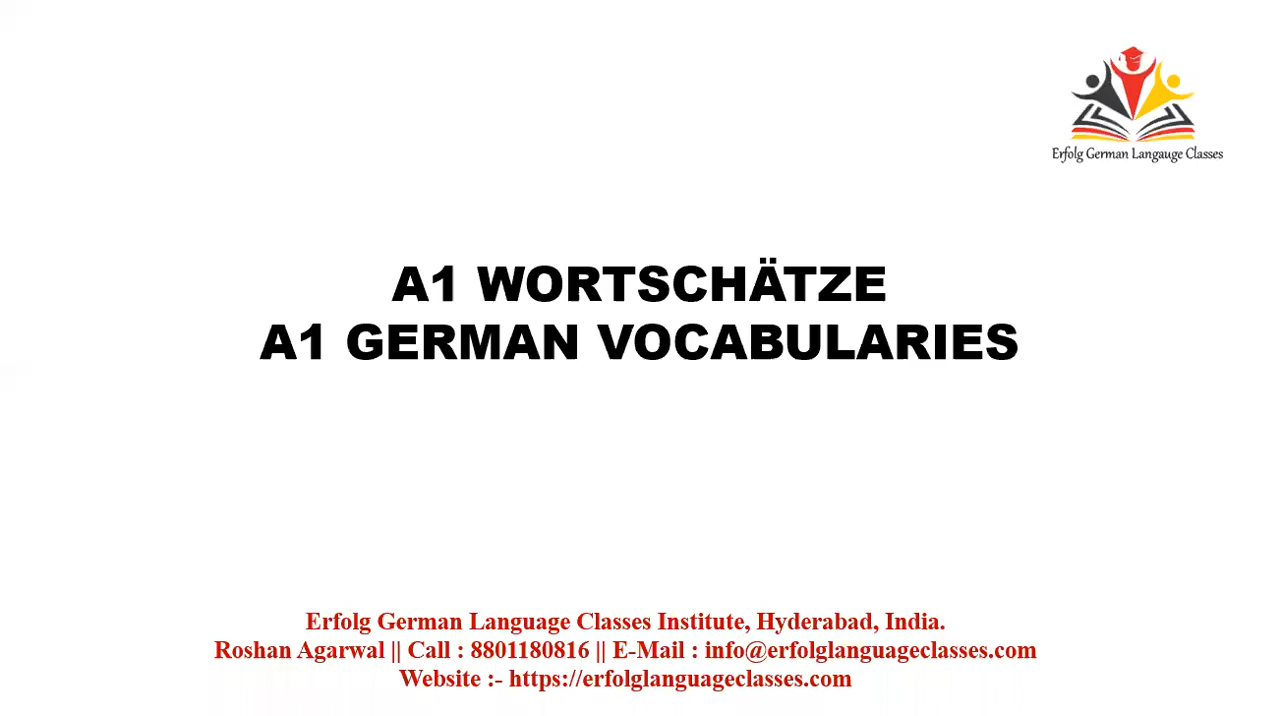 Erfolg German Langauge Classes
A1 WORTSCHÄTZE
A1 GERMAN VOCABULARIES
Erfolg German Language Classes Institute, Hyderabad, India.
Roshan Agarwal || Call : 8801180816 || E-Mail : info@erfolglanguageclasses.com
Website :- https://erfolglanguageclasses.com